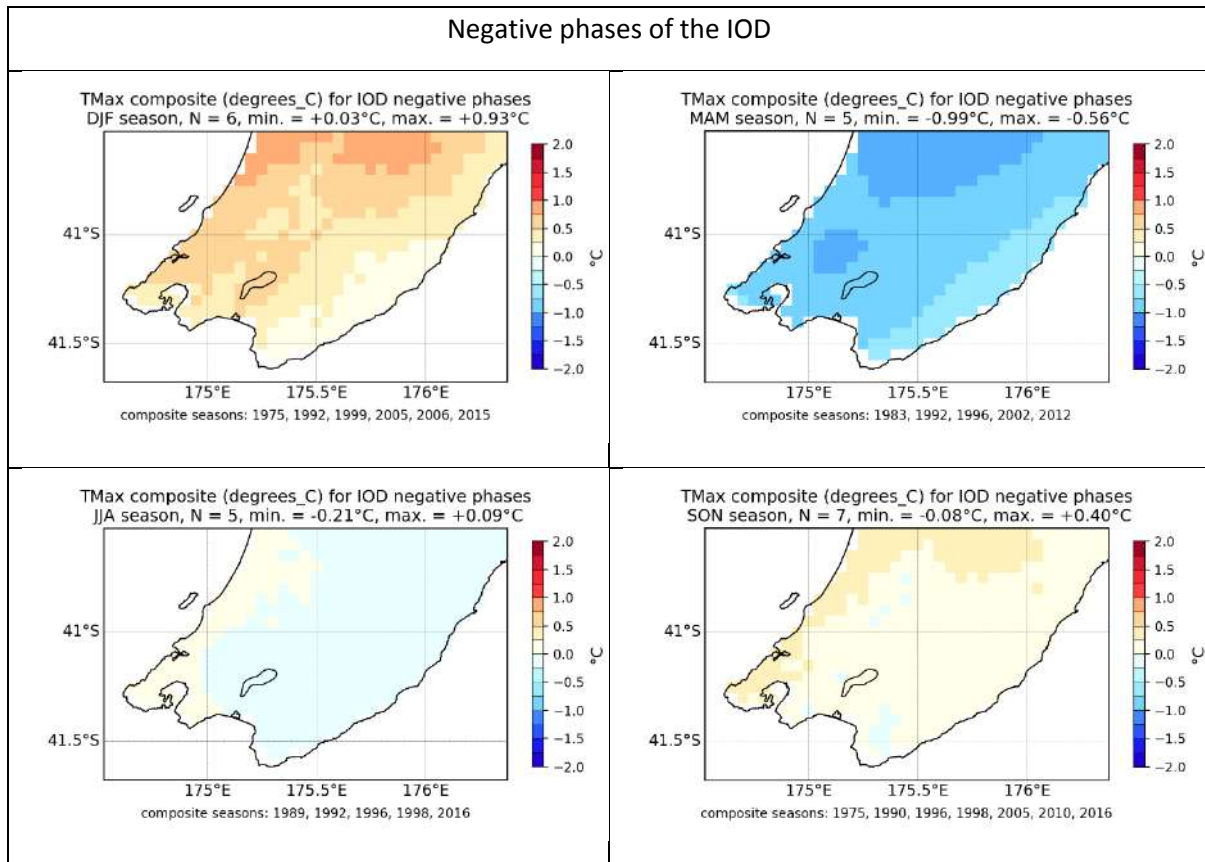 Negative phases of the IOD
TMax composite (degrees_C) for IOD negative phases
DJF season, N = 6, min. = +0.03°C, max. = +0.93°C
41°S
41.5°S
175°E 175.5°E 176°E
2.0
1.5
1.0
0.5
0.0
−0.5
−1.0
−1.5
−2.0
°C
composite seasons: 1975, 1992, 1999, 2005, 2006, 2015
TMax composite (degrees_C) for IOD negative phases
MAM season, N = 5, min. = -0.99°C, max. = -0.56°C
41°S
41.5°S
175°E 175.5°E 176°E
2.0
1.5
1.0
0.5
0.0
−0.5
−1.0
−1.5
−2.0
°C
composite seasons: 1983, 1992, 1996, 2002, 2012
TMax composite (degrees_C) for IOD negative phases
JJA season, N = 5, min. = -0.21°C, max. = +0.09°C
41°S
41.5°S
175°E 175.5°E 176°E
2.0
1.5
1.0
0.5
0.0
−0.5
−1.0
−1.5
−2.0
°C
composite seasons: 1989, 1992, 1996, 1998, 2016
TMax composite (degrees_C) for IOD negative phases
SON season, N = 7, min. = -0.08°C, max. = +0.40°C
41°S
41.5°S
175°E 175.5°E 176°E
2.0
1.5
1.0
0.5
0.0
−0.5
−1.0
−1.5
−2.0
°C
composite seasons: 1975, 1990, 1996, 1998, 2005, 2010, 2016